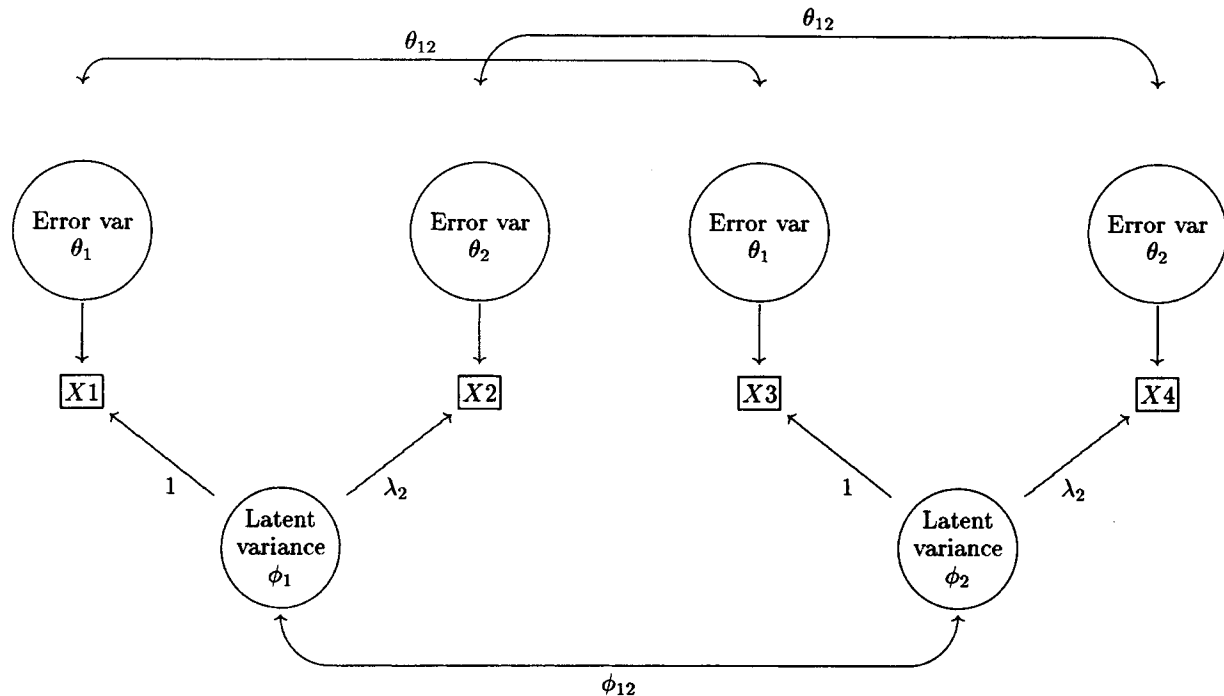 θ₁₂
θ₁₂
Error var
θ₁
Error var
θ₂
Error var
θ₁
Error var
θ₂
X1
X2
X3
X4
1
λ₂
1
λ₂
Latent
variance
ϕ₁
Latent
variance
ϕ₂
ϕ₁₂